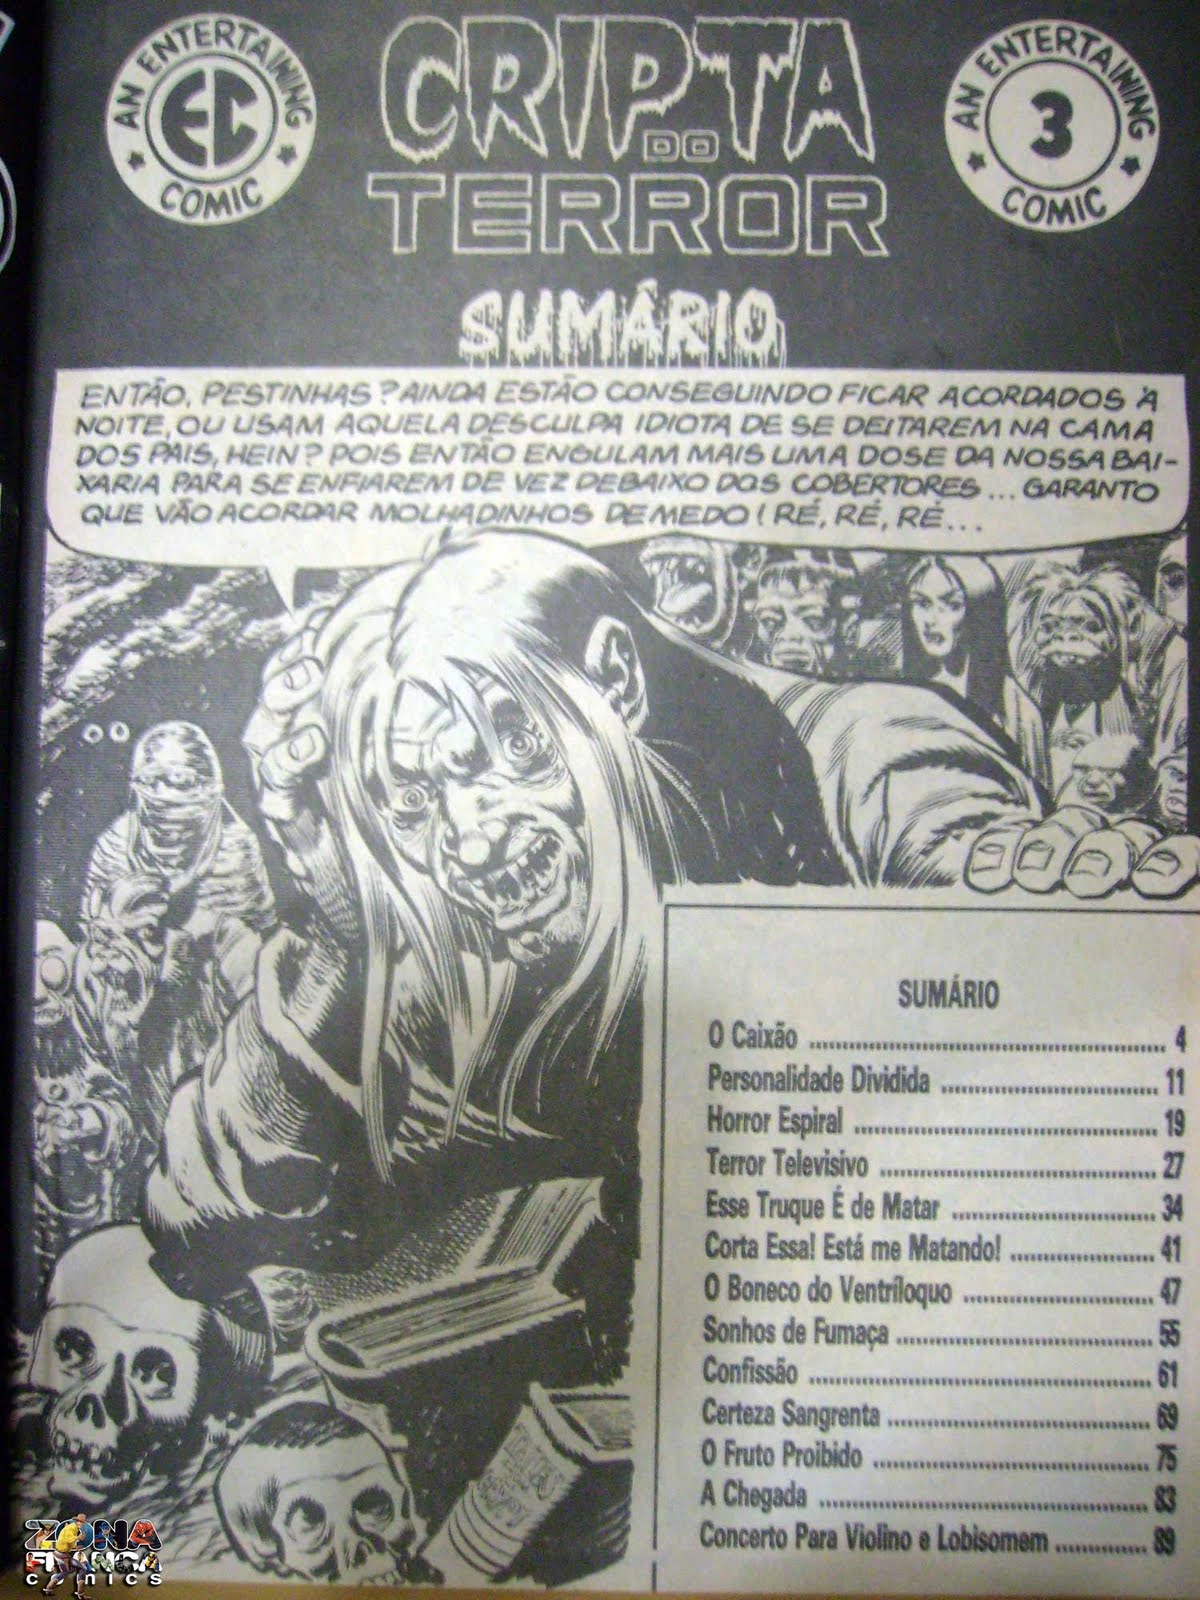 AN ENTERTAINING
EC
COMIC
CRIPTA
DO
TERROR
AN ENTERTAINING
3
COMIC
SUMÁRIO
ENTÃO, PESTINHAS? AINDA ESTÃO CONSEGUINDO FICAR ACORDADOS À
NOITE, OU USAM AQUELA DESCULPA IDIOTA DE SE DEITAREM NA CAMA
DOS PAIS, HEIN? POIS ENTÃO ENGULAM MAIS UMA DOSE DA NOSSA BAI-
XARIA PARA SE ENFIAREM DE VEZ DEBAIXO DOS COBERTORES... GARANTO
QUE VÃO ACORDAR MOLHADINHOS DE MEDO! RÉ, RÉ, RÉ...
SUMÁRIO
O Caixão ........ 4
Personalidade Dividida ........ 11
Horror Espiral ........ 19
Terror Televisivo ........ 27
Esse Truque É de Matar ........ 34
Corta Essa! Está me Matando! ........ 41
O Boneco do Ventríloquo ........ 47
Sonhos de Fumaça ........ 55
Confissão ........ 61
Certeza Sangrenta ........ 69
O Fruto Proibido ........ 75
A Chegada ........ 83
Concerto Para Violino e Lobisomem ........ 89
ZONA
FRANCA
comics